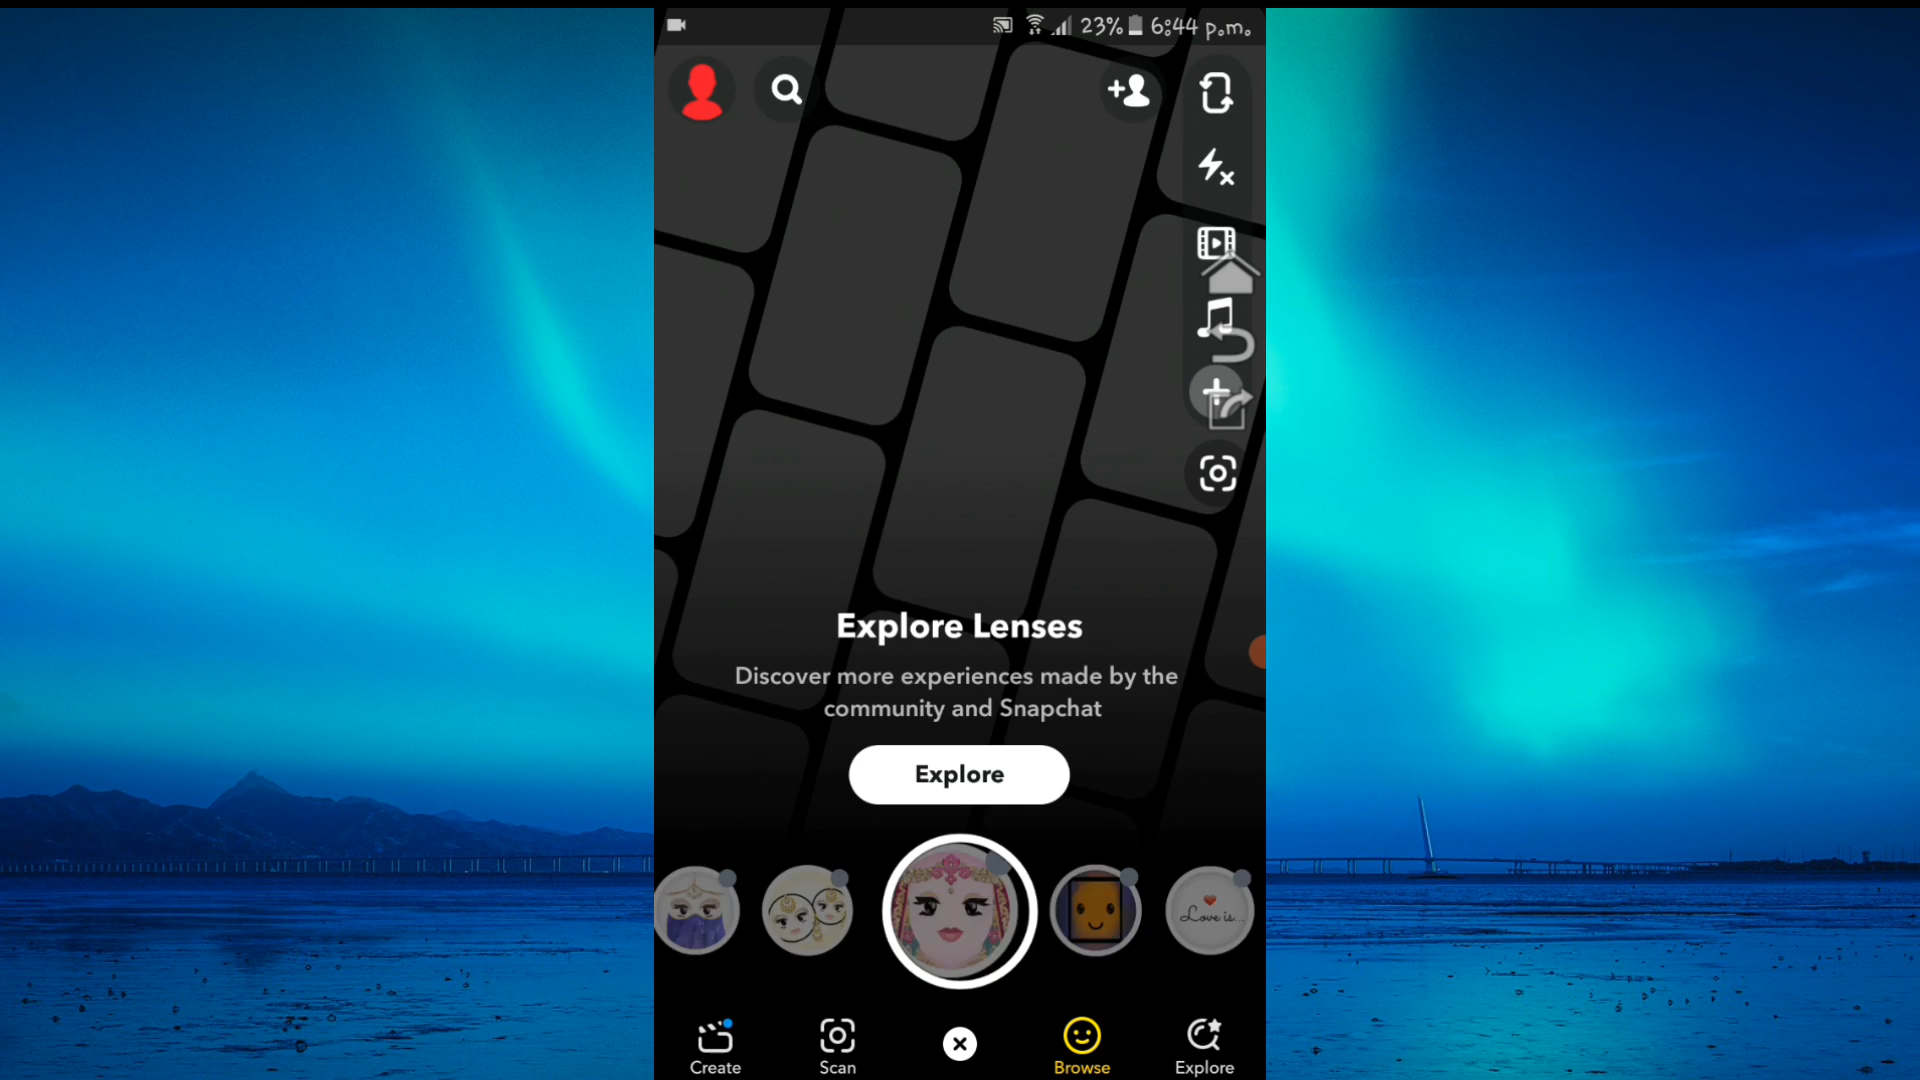 23% 6:44 p.m.
Explore Lenses
Discover more experiences made by the
community and Snapchat
Explore
Love is...
Create
Scan
Browse
Explore